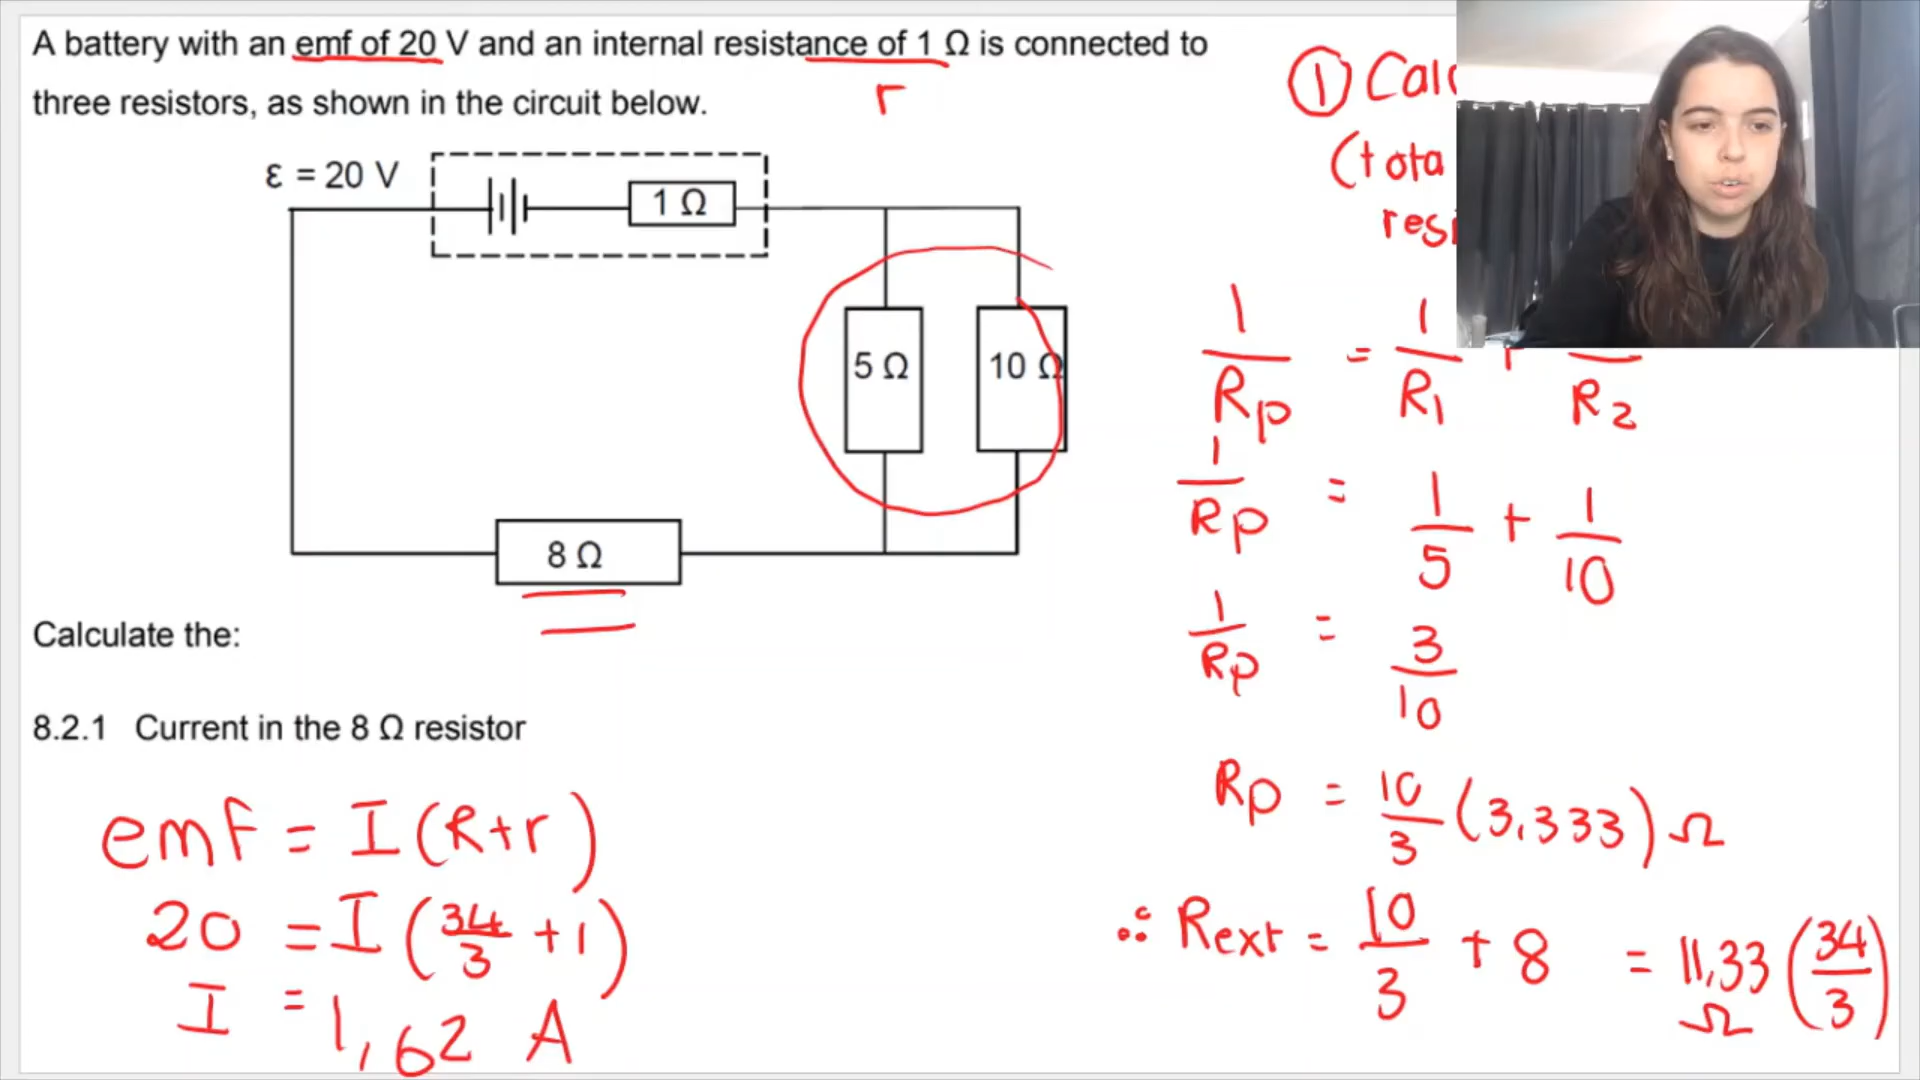 A battery with an emf of 20 V and an internal resistance of 1 Ω is connected to
three resistors, as shown in the circuit below.
r
ε = 20 V
1 Ω
5 Ω
10 Ω
8 Ω
Calculate the:
8.2.1 Current in the 8 Ω resistor
emf = I (R+r)
20 = I (34/3 + 1)
I = 1,62 A
① Calc
(tota
resi
1/Rp = 1/R1 + /R2
1/Rp = 1/5 + 1/10
1/Rp = 3/10
Rp = 10/3 (3,333) Ω
∴ Rext = 10/3 + 8 = 11,33 (34/3)
Ω